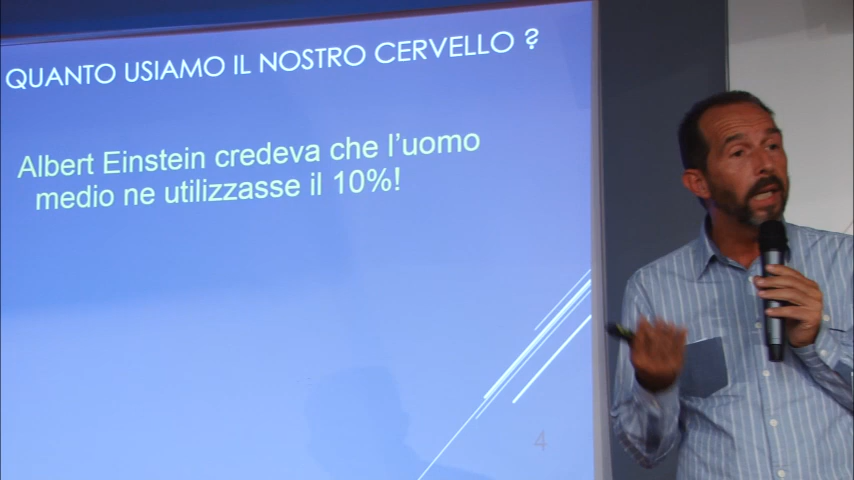 QUANTO USIAMO IL NOSTRO CERVELLO ?
Albert Einstein credeva che l’uomo
medio ne utilizzasse il 10%!
4